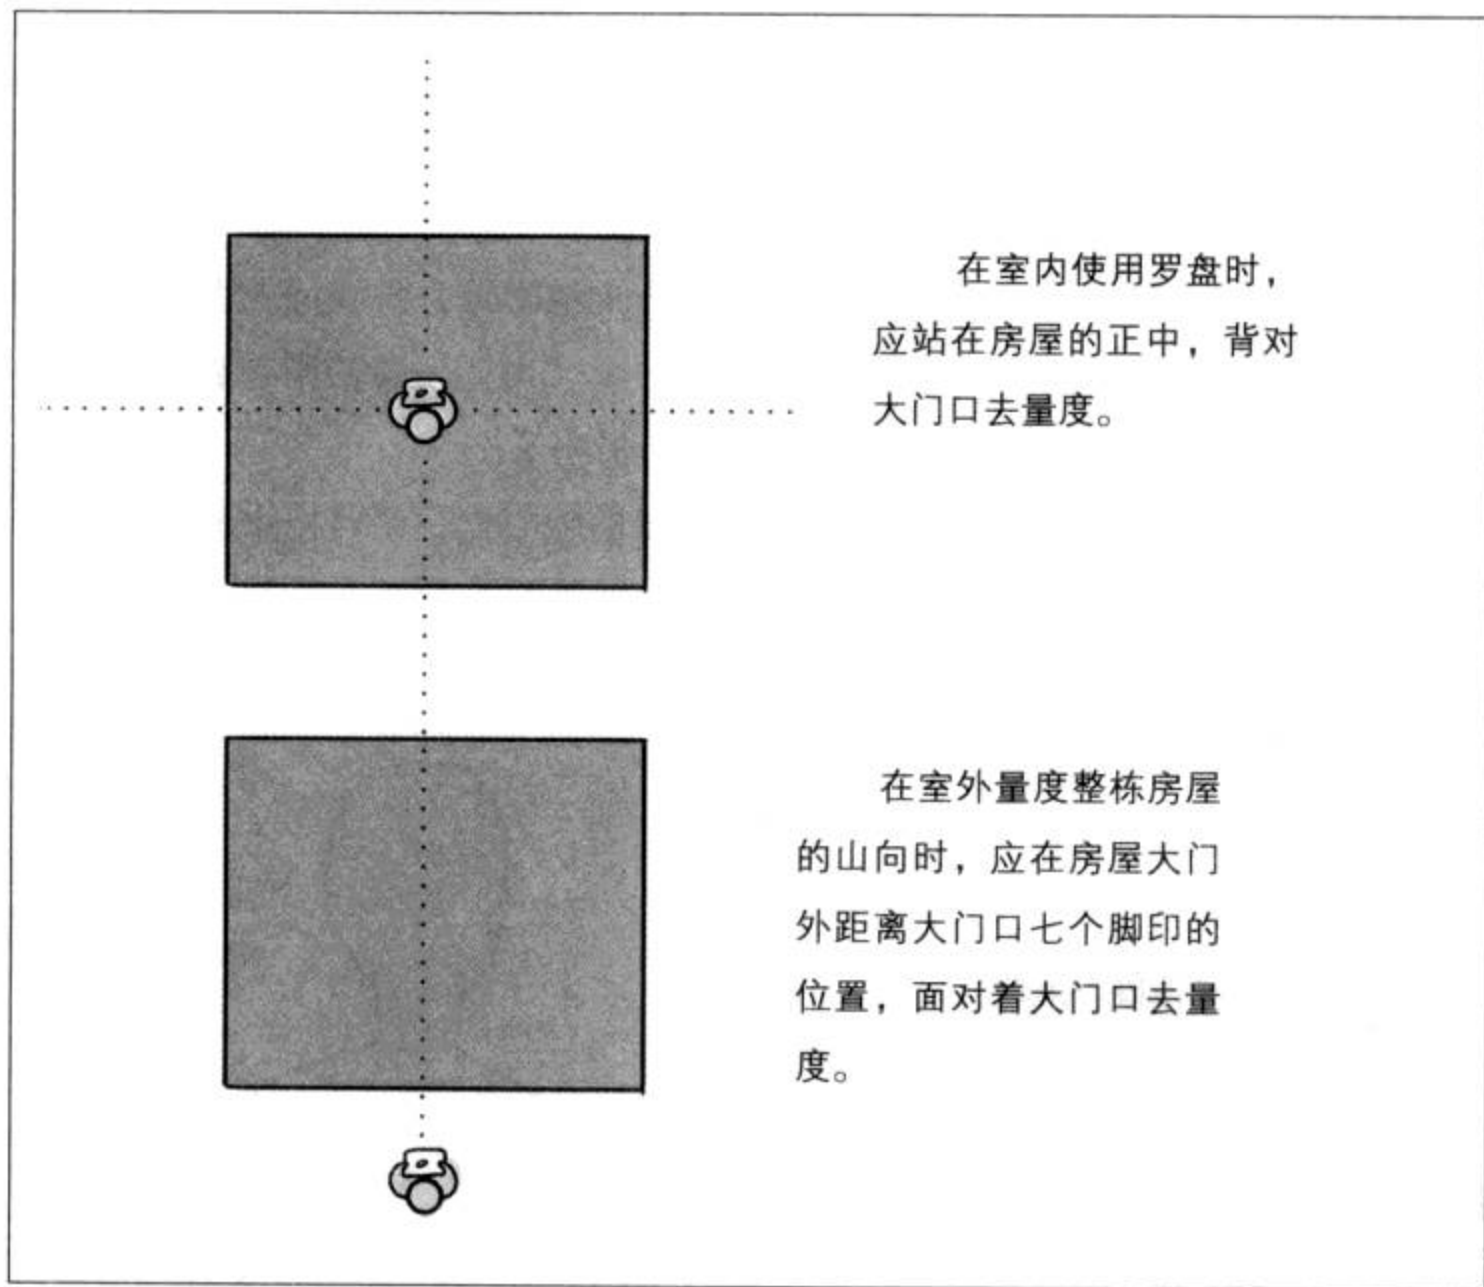 在室内使用罗盘时，
应站在房屋的正中，背对
大门口去量度。
在室外量度整栋房屋
的山向时，应在房屋大门
外距离大门口七个脚印的
位置，面对着大门口去量
度。